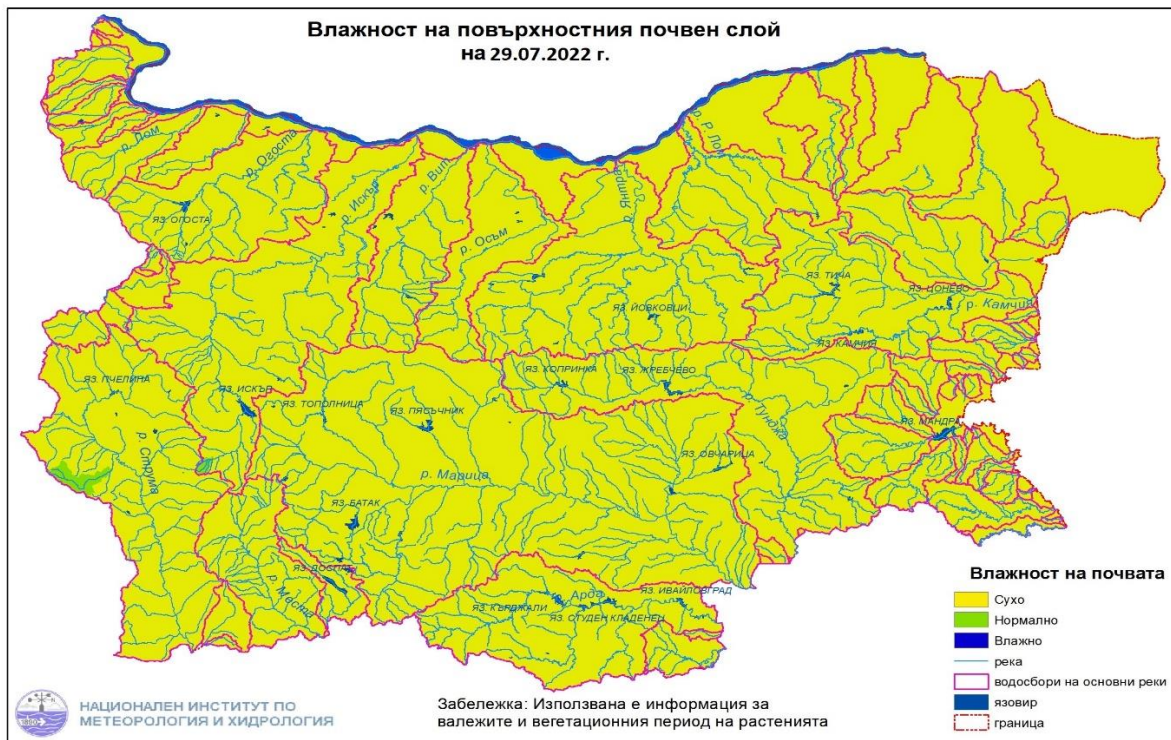 Влажност на повърхностния почвен слой
на 29.07.2022 г.
р. Лом
р. Огоста
р. Искър
р. Вит
р. Осъм
р. Р Лом
ЯЗ. ОГОСТА
ЯЗ. ТИЧА
ЯЗ. ЦОНЕВО
р. Камчия
ЯЗ. ЙОВКОВЦИ
ЯЗ. КАМЧИЯ
ЯЗ. ПЧЕЛИНА
ЯЗ. ИСКЪР
ЯЗ. ТОПОЛНИЦА
ЯЗ. ПЯСЪЧНИК
ЯЗ. КОПРИНКА
ЯЗ. ЖРЕБЧЕВО
р. Тунджа
ЯЗ. МАНДРА
р. Струма
р. Марица
ЯЗ. ОВЧАРИЦА
ЯЗ. БАТАК
ЯЗ. ДОСПАТ
р. Места
Арда
ЯЗ. ИВАЙЛОВГРАД
ЯЗ. КЪРДЖАЛИ
ЯЗ. СТУДЕН КЛАДЕНЕЦ
Влажност на почвата
Сухо
Нормално
Влажно
река
водосбори на основни реки
язовир
граница
НАЦИОНАЛЕН ИНСТИТУТ ПО
МЕТЕОРОЛОГИЯ И ХИДРОЛОГИЯ
Забележка: Използвана е информация за
валежите и вегетационния период на растенията